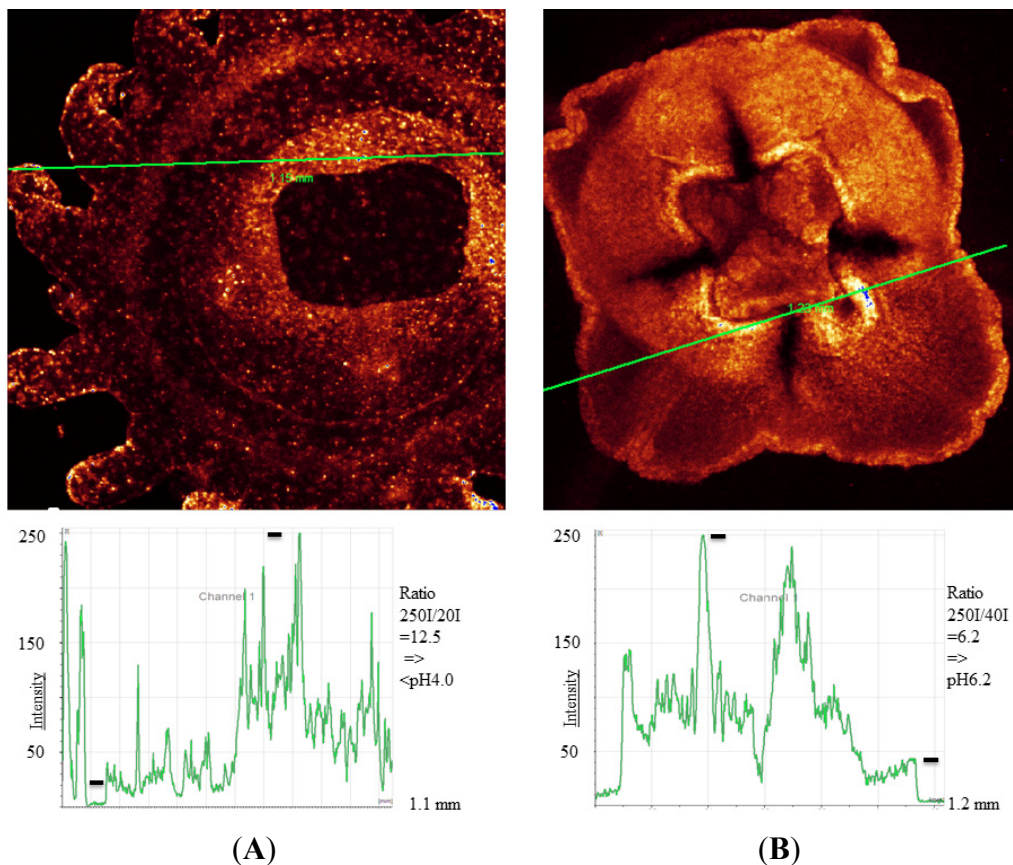 1.15 mm
1.23 mm
250
150
50
Intensity
Channel 1
Ratio
250I/20I
=12.5
=>
<pH4.0
1.1 mm
250
150
50
Intensity
Channel 1
Ratio
250I/40I
=6.2
=>
pH6.2
1.2 mm
(A)
(B)